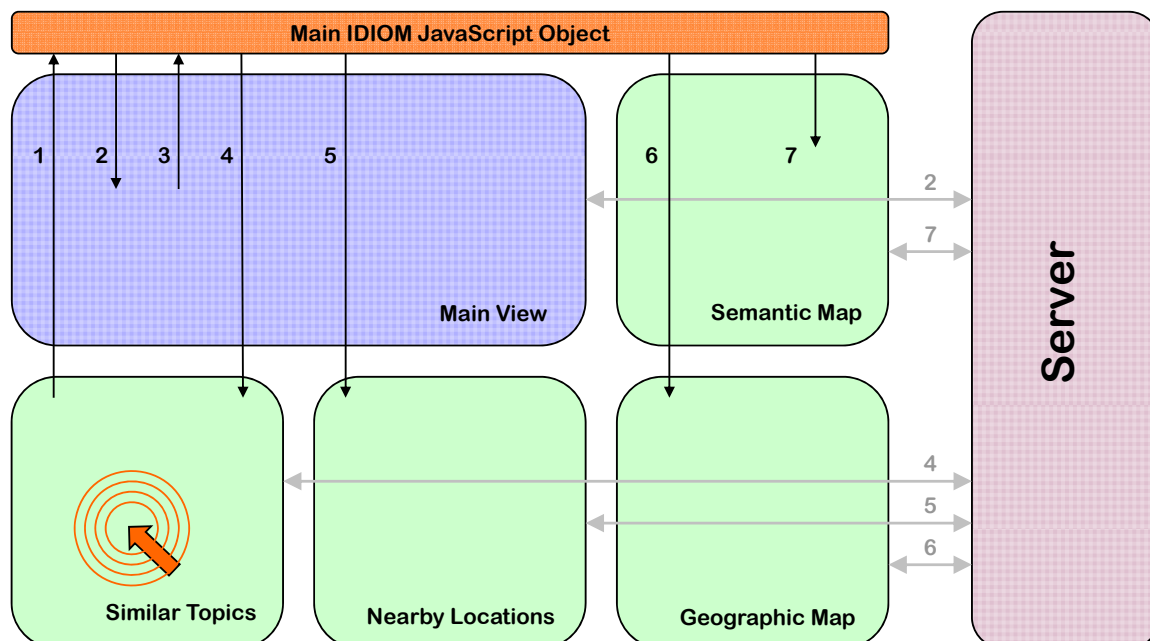 Main IDIOM JavaScript Object
1
2
3
4
5
6
7
2
7
Main View
Semantic Map
Server
4
5
6
Similar Topics
Nearby Locations
Geographic Map